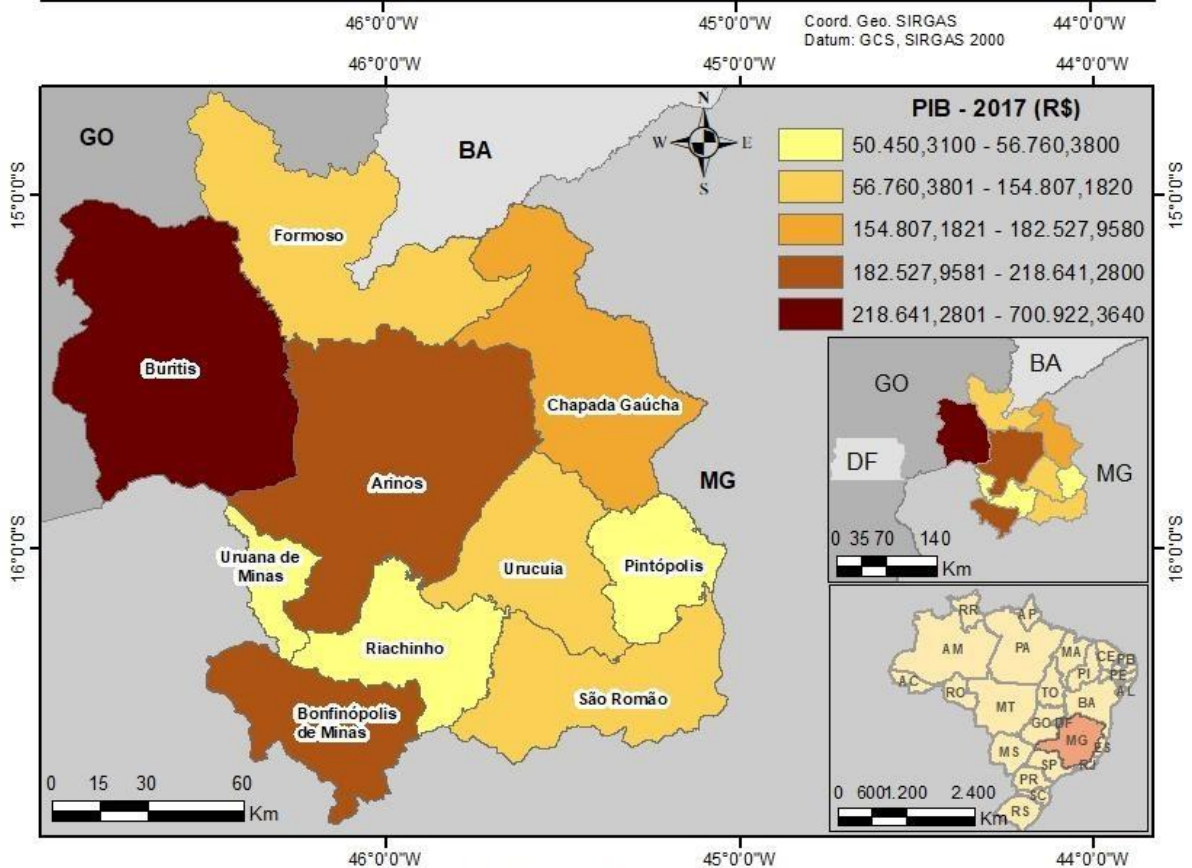 46°0'0"W 45°0'0"W 44°0'0"W
Coord. Geo. SIRGAS
Datum: GCS, SIRGAS 2000
46°0'0"W 45°0'0"W 44°0'0"W
15°0'0"S
16°0'0"S
GO
BA
MG
N
W E
S
PIB - 2017 (R$)
50.450,3100 - 56.760,3800
56.760,3801 - 154.807,1820
154.807,1821 - 182.527,9580
182.527,9581 - 218.641,2800
218.641,2801 - 700.922,3640
15°0'0"S
16°0'0"S
Formoso
Buritis
Chapada Gaúcha
Arinos
Uruana de
Minas
Urucuia
Pintópolis
Riachinho
São Romão
Bonfinópolis
de Minas
0 15 30 60
Km
GO
BA
DF
MG
0 35 70 140
Km
RR
AP
AM
PA
MA
CE
PB
PI
PE
AL
AC
RO
TO
BA
MT
GO
DF
MG
ES
MS
SP
RJ
PR
SC
RS
0 600 1.200 2.400
Km
46°0'0"W 45°0'0"W 44°0'0"W